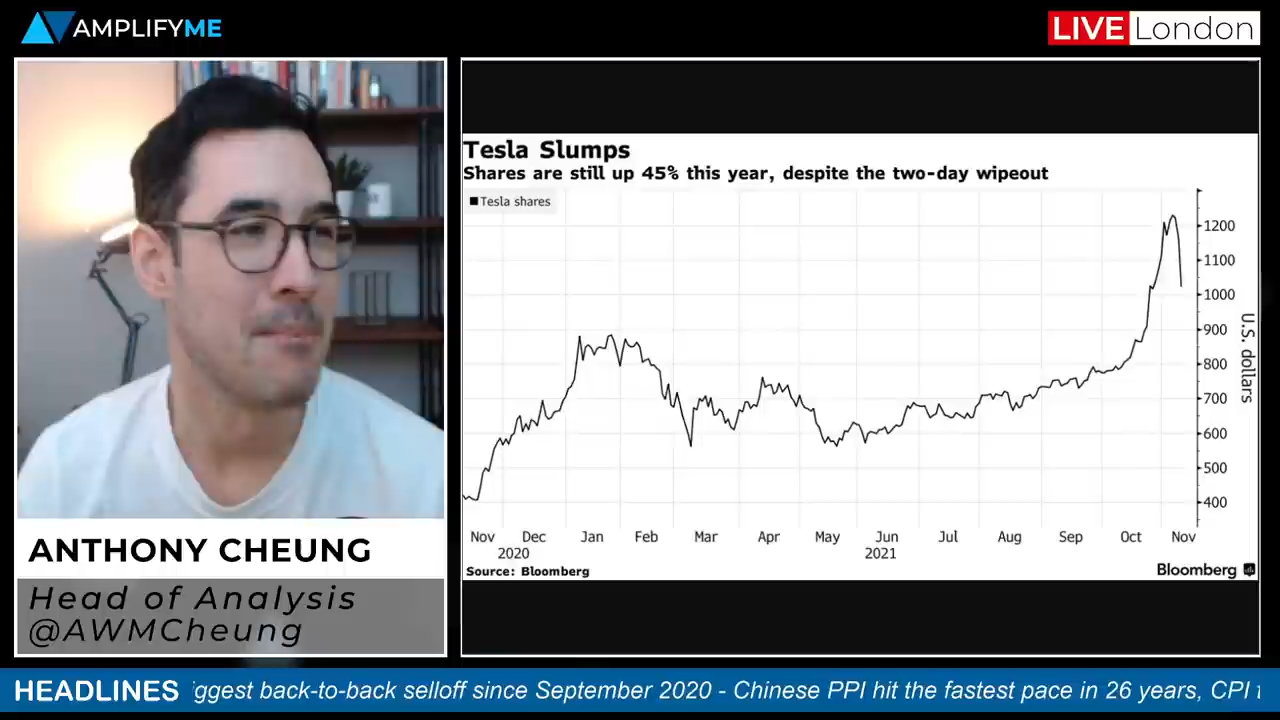 AMPLIFYME
LIVE London
Tesla Slumps
Shares are still up 45% this year, despite the two-day wipeout
Tesla shares
1200
1100
1000
900
800
700
600
500
400
U.S. dollars
Nov Dec Jan Feb Mar Apr May Jun Jul Aug Sep Oct Nov
2020 2021
Source: Bloomberg
Bloomberg
ANTHONY CHEUNG
Head of Analysis
@AWMCheung
HEADLINES ggest back-to-back selloff since September 2020 - Chinese PPI hit the fastest pace in 26 years, CPI